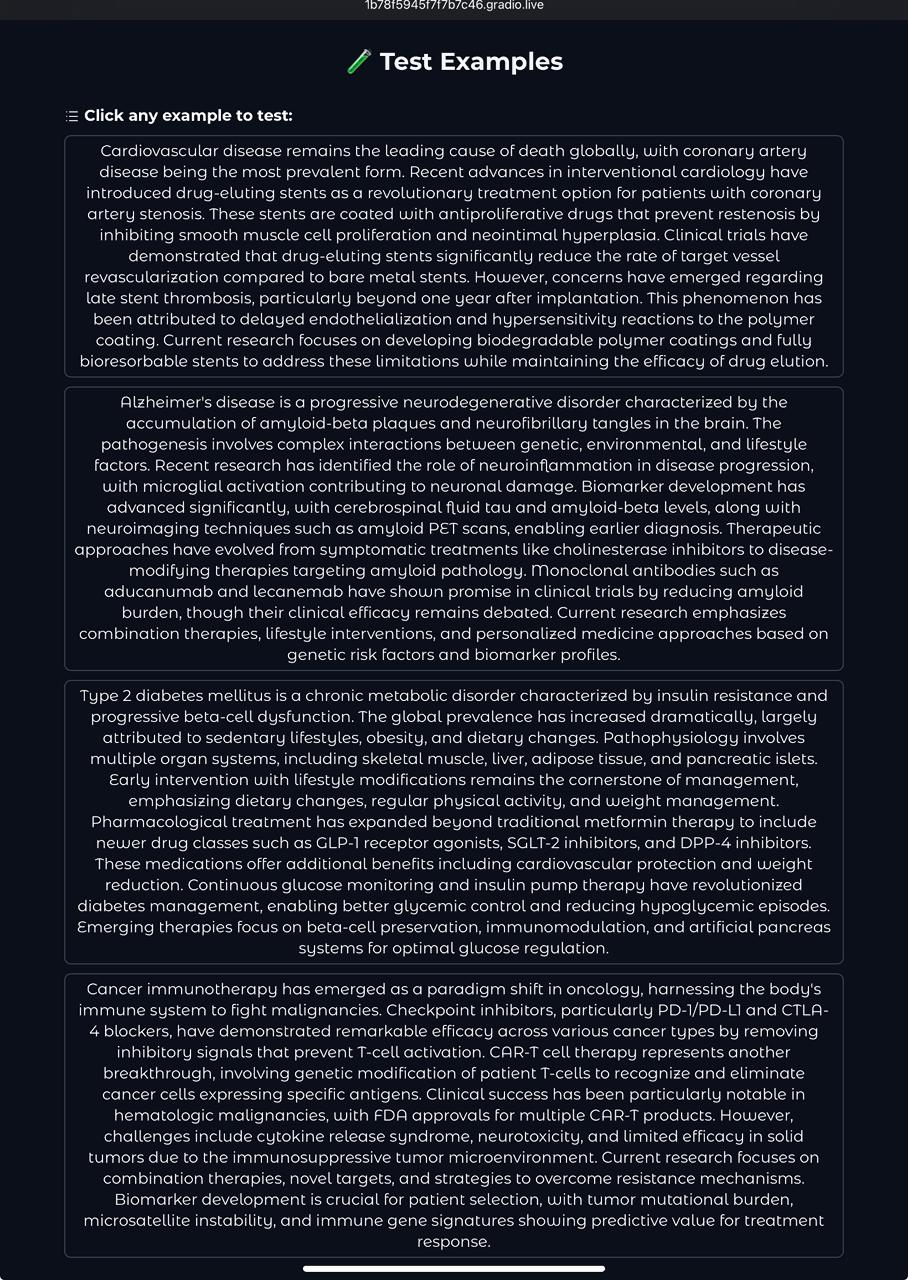 1b78f5945f7f7b7c46.gradio.live
🧪 Test Examples
Click any example to test:
Cardiovascular disease remains the leading cause of death globally, with coronary artery
disease being the most prevalent form. Recent advances in interventional cardiology have
introduced drug-eluting stents as a revolutionary treatment option for patients with coronary
artery stenosis. These stents are coated with antiproliferative drugs that prevent restenosis by
inhibiting smooth muscle cell proliferation and neointimal hyperplasia. Clinical trials have
demonstrated that drug-eluting stents significantly reduce the rate of target vessel
revascularization compared to bare metal stents. However, concerns have emerged regarding
late stent thrombosis, particularly beyond one year after implantation. This phenomenon has
been attributed to delayed endothelialization and hypersensitivity reactions to the polymer
coating. Current research focuses on developing biodegradable polymer coatings and fully
bioresorbable stents to address these limitations while maintaining the efficacy of drug elution.
Alzheimer's disease is a progressive neurodegenerative disorder characterized by the
accumulation of amyloid-beta plaques and neurofibrillary tangles in the brain. The
pathogenesis involves complex interactions between genetic, environmental, and lifestyle
factors. Recent research has identified the role of neuroinflammation in disease progression,
with microglial activation contributing to neuronal damage. Biomarker development has
advanced significantly, with cerebrospinal fluid tau and amyloid-beta levels, along with
neuroimaging techniques such as amyloid PET scans, enabling earlier diagnosis. Therapeutic
approaches have evolved from symptomatic treatments like cholinesterase inhibitors to disease-
modifying therapies targeting amyloid pathology. Monoclonal antibodies such as
aducanumab and lecanemab have shown promise in clinical trials by reducing amyloid
burden, though their clinical efficacy remains debated. Current research emphasizes
combination therapies, lifestyle interventions, and personalized medicine approaches based on
genetic risk factors and biomarker profiles.
Type 2 diabetes mellitus is a chronic metabolic disorder characterized by insulin resistance and
progressive beta-cell dysfunction. The global prevalence has increased dramatically, largely
attributed to sedentary lifestyles, obesity, and dietary changes. Pathophysiology involves
multiple organ systems, including skeletal muscle, liver, adipose tissue, and pancreatic islets.
Early intervention with lifestyle modifications remains the cornerstone of management,
emphasizing dietary changes, regular physical activity, and weight management.
Pharmacological treatment has expanded beyond traditional metformin therapy to include
newer drug classes such as GLP-1 receptor agonists, SGLT-2 inhibitors, and DPP-4 inhibitors.
These medications offer additional benefits including cardiovascular protection and weight
reduction. Continuous glucose monitoring and insulin pump therapy have revolutionized
diabetes management, enabling better glycemic control and reducing hypoglycemic episodes.
Emerging therapies focus on beta-cell preservation, immunomodulation, and artificial pancreas
systems for optimal glucose regulation.
Cancer immunotherapy has emerged as a paradigm shift in oncology, harnessing the body's
immune system to fight malignancies. Checkpoint inhibitors, particularly PD-1/PD-L1 and CTLA-
4 blockers, have demonstrated remarkable efficacy across various cancer types by removing
inhibitory signals that prevent T-cell activation. CAR-T cell therapy represents another
breakthrough, involving genetic modification of patient T-cells to recognize and eliminate
cancer cells expressing specific antigens. Clinical success has been particularly notable in
hematologic malignancies, with FDA approvals for multiple CAR-T products. However,
challenges include cytokine release syndrome, neurotoxicity, and limited efficacy in solid
tumors due to the immunosuppressive tumor microenvironment. Current research focuses on
combination therapies, novel targets, and strategies to overcome resistance mechanisms.
Biomarker development is crucial for patient selection, with tumor mutational burden,
microsatellite instability, and immune gene signatures showing predictive value for treatment
response.